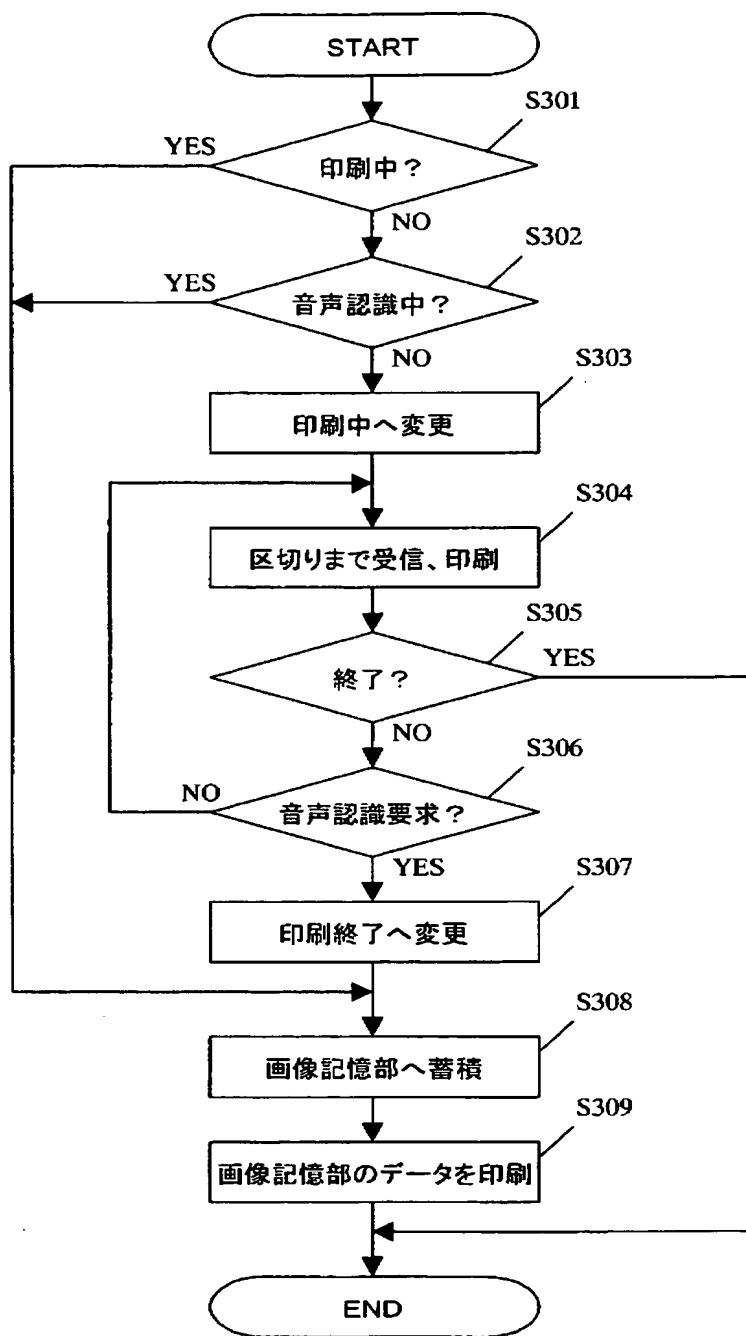 START
S301
YES
印刷中？
NO
S302
YES
音声認識中？
NO
S303
印刷中へ変更
S304
区切りまで受信、印刷
S305
終了？
YES
NO
S306
NO
音声認識要求？
YES
S307
印刷終了へ変更
S308
画像記憶部へ蓄積
S309
画像記憶部のデータを印刷
END